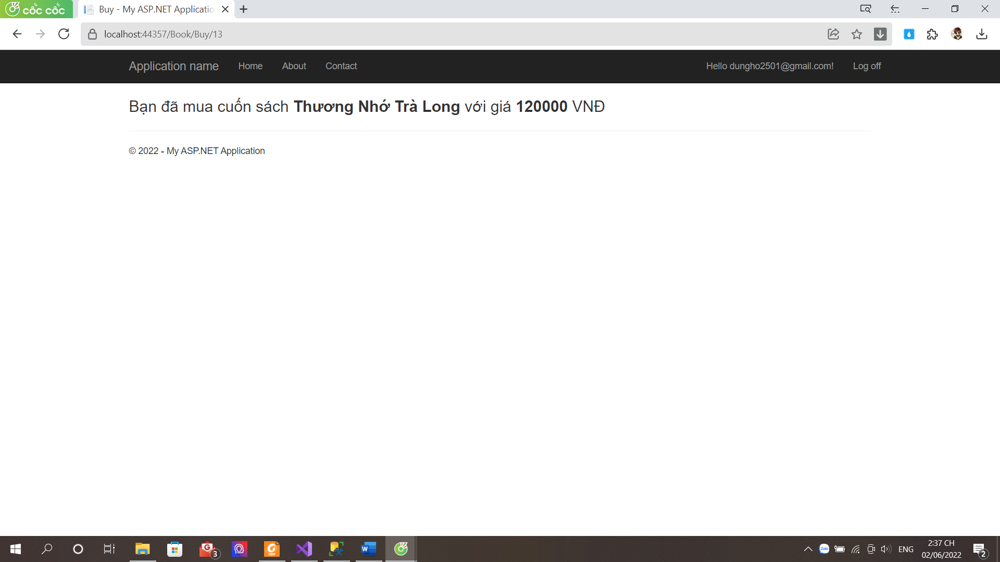 cốc cốc
Buy - My ASP.NET Applicatio
localhost:44357/Book/Buy/13
Application name Home About Contact Hello dungho2501@gmail.com! Log off
Bạn đã mua cuốn sách Thương Nhớ Trà Long với giá 120000 VNĐ
© 2022 - My ASP.NET Application
3
PDF
W
Zalo
ENG
2:37 CH
02/06/2022
2